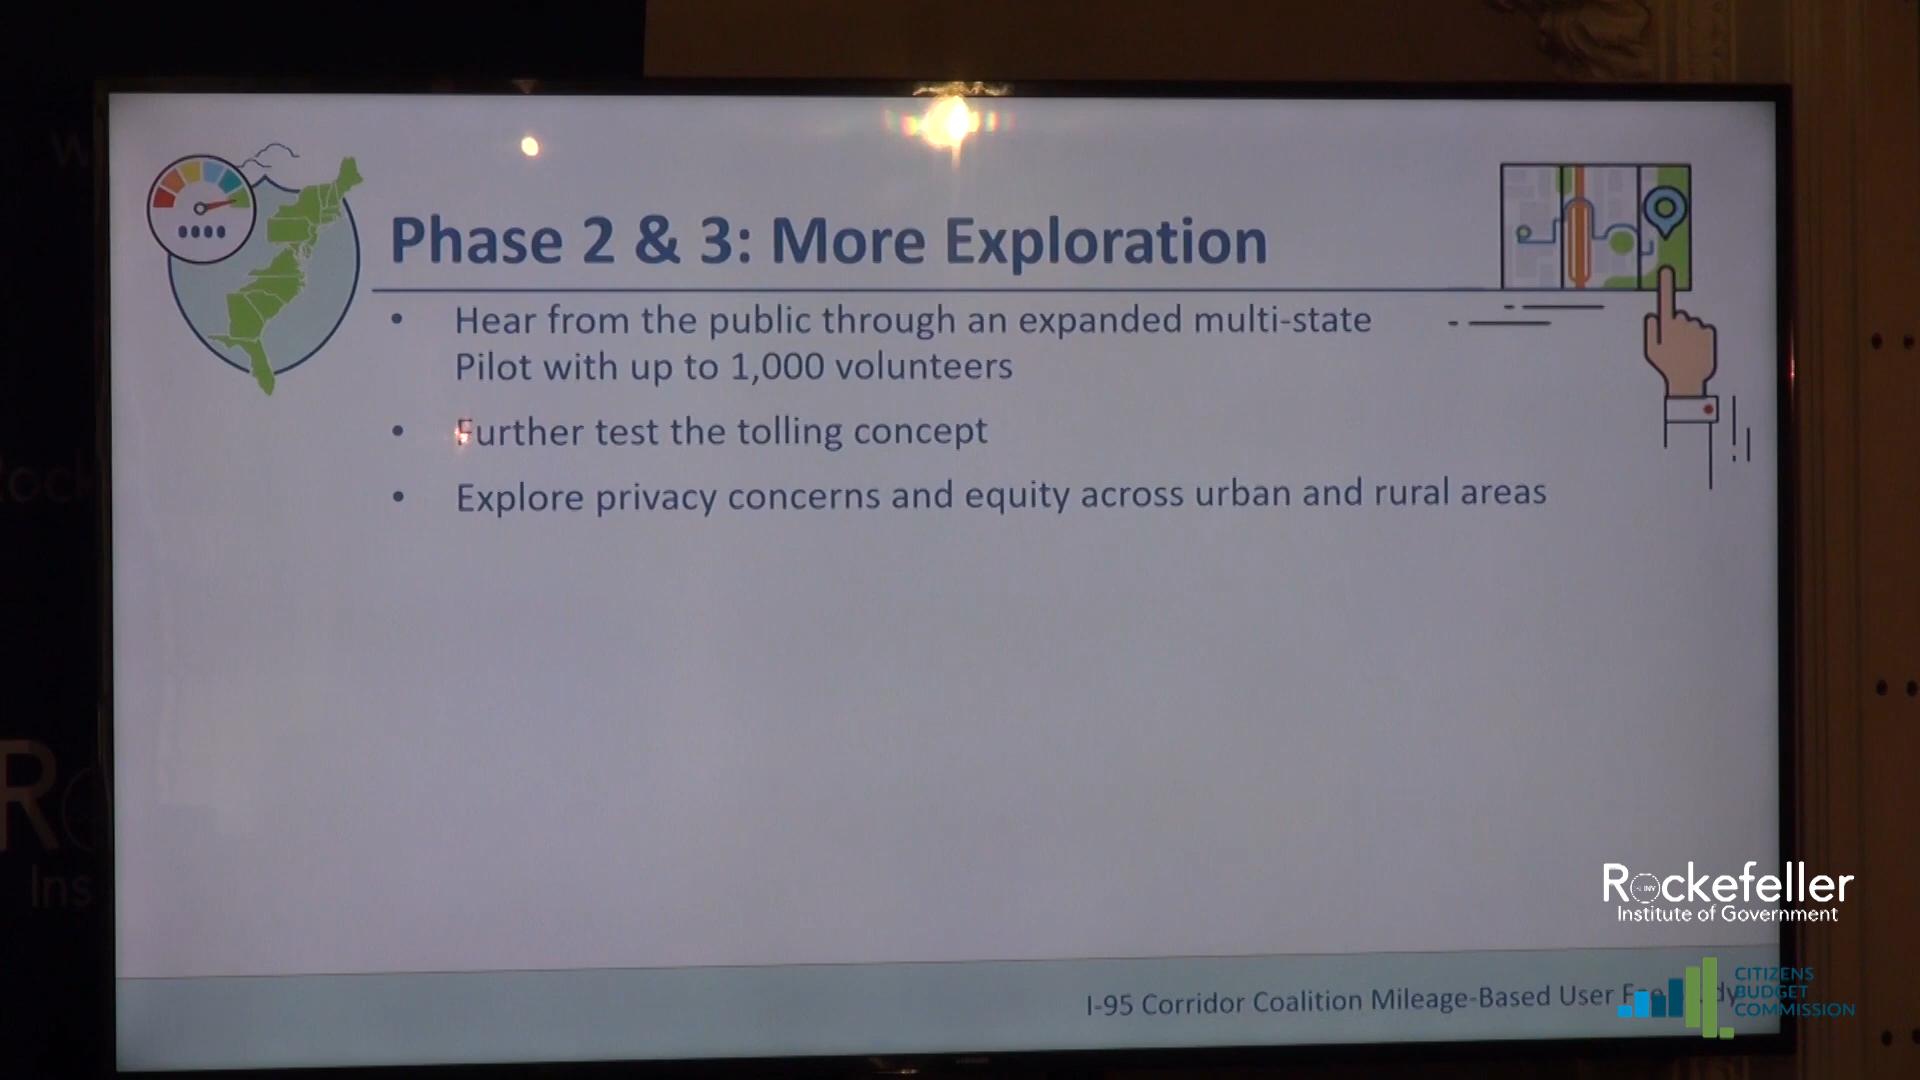 Phase 2 & 3: More Exploration
• Hear from the public through an expanded multi-state
Pilot with up to 1,000 volunteers
• Further test the tolling concept
• Explore privacy concerns and equity across urban and rural areas
Rockefeller
Institute of Government
I-95 Corridor Coalition Mileage-Based User
CITIZENS
BUDGET
COMMISSION